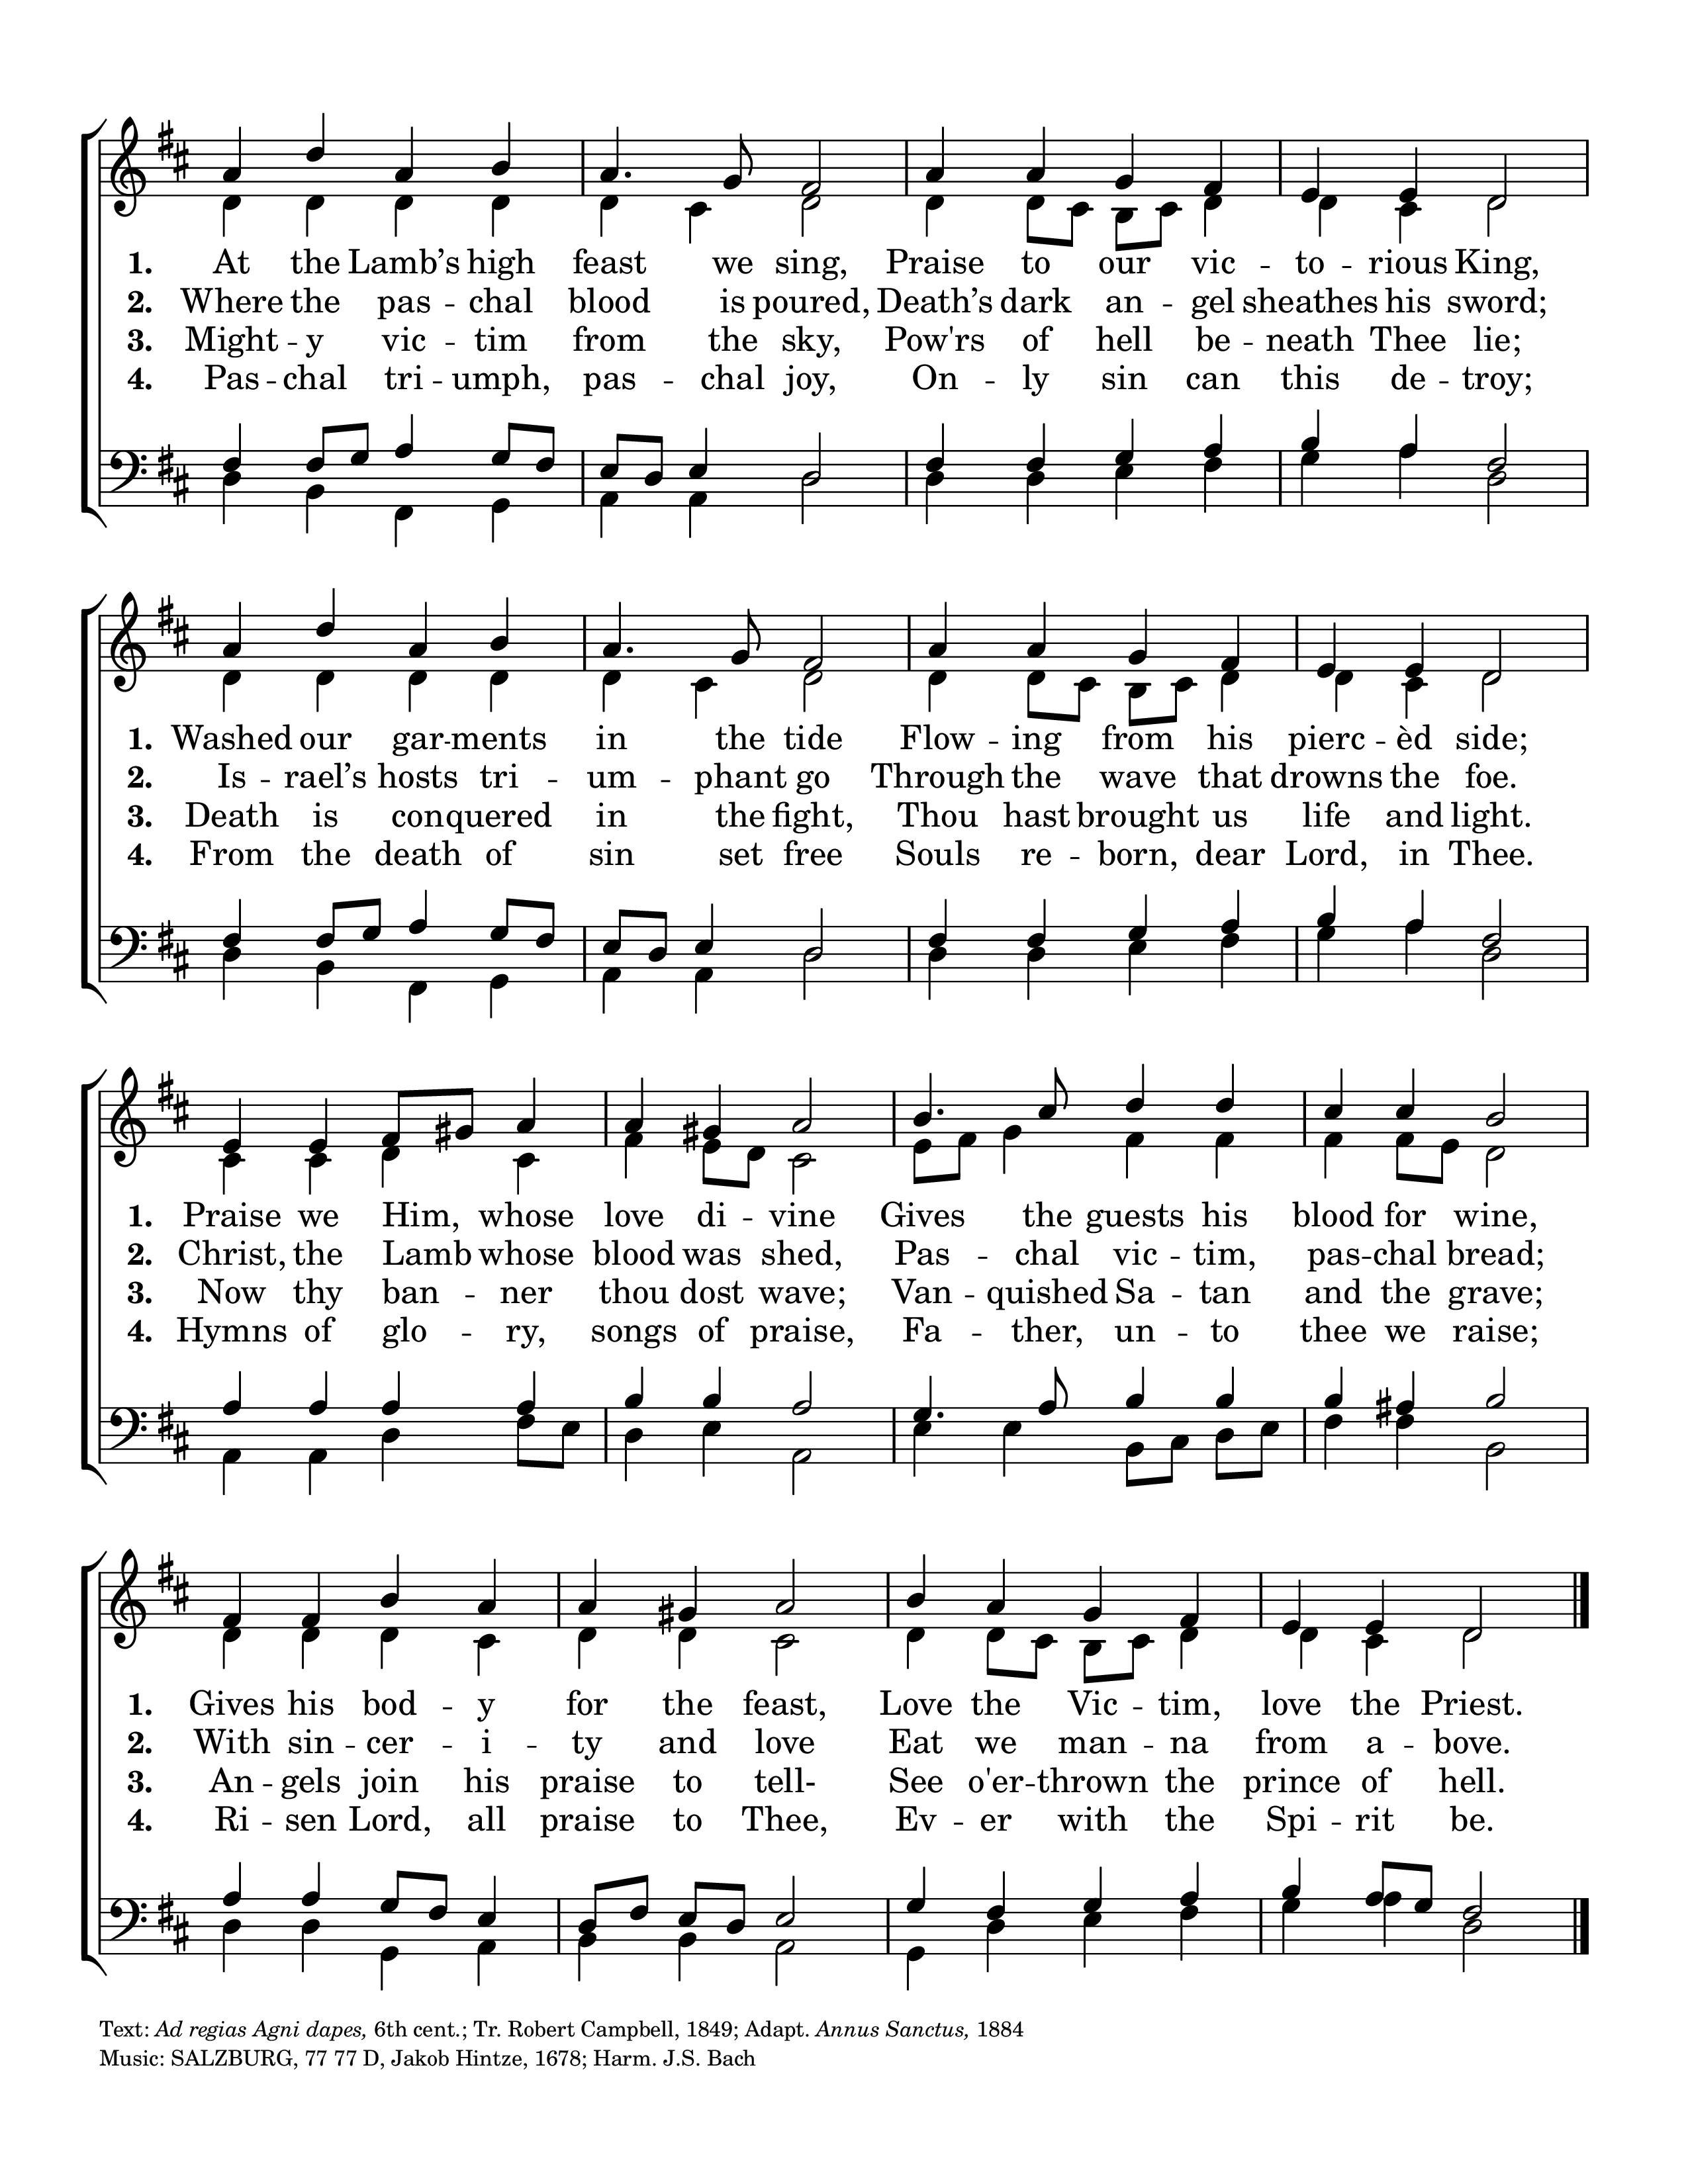 1. At the Lamb’s high feast we sing, Praise to our vic -- to -- rious King,
2. Where the pas -- chal blood is poured, Death’s dark an -- gel sheathes his sword;
3. Might -- y vic -- tim from the sky, Pow'rs of hell be -- neath Thee lie;
4. Pas -- chal tri -- umph, pas -- chal joy, On -- ly sin can this de -- troy;
1. Washed our gar -- ments in the tide Flow -- ing from his pierc -- èd side;
2. Is -- rael’s hosts tri -- um -- phant go Through the wave that drowns the foe.
3. Death is conquered in the fight, Thou hast brought us life and light.
4. From the death of sin set free Souls re -- born, dear Lord, in Thee.
1. Praise we Him, whose love di -- vine Gives the guests his blood for wine,
2. Christ, the Lamb whose blood was shed, Pas -- chal vic -- tim, pas -- chal bread;
3. Now thy ban -- ner thou dost wave; Van -- quished Sa -- tan and the grave;
4. Hymns of glo -- ry, songs of praise, Fa -- ther, un -- to thee we raise;
1. Gives his bod -- y for the feast, Love the Vic -- tim, love the Priest.
2. With sin -- cer -- i -- ty and love Eat we man -- na from a -- bove.
3. An -- gels join his praise to tell- See o'er -- thrown the prince of hell.
4. Ri -- sen Lord, all praise to Thee, Ev -- er with the Spi -- rit be.
Text: Ad regias Agni dapes, 6th cent.; Tr. Robert Campbell, 1849; Adapt. Annus Sanctus, 1884
Music: SALZBURG, 77 77 D, Jakob Hintze, 1678; Harm. J.S. Bach